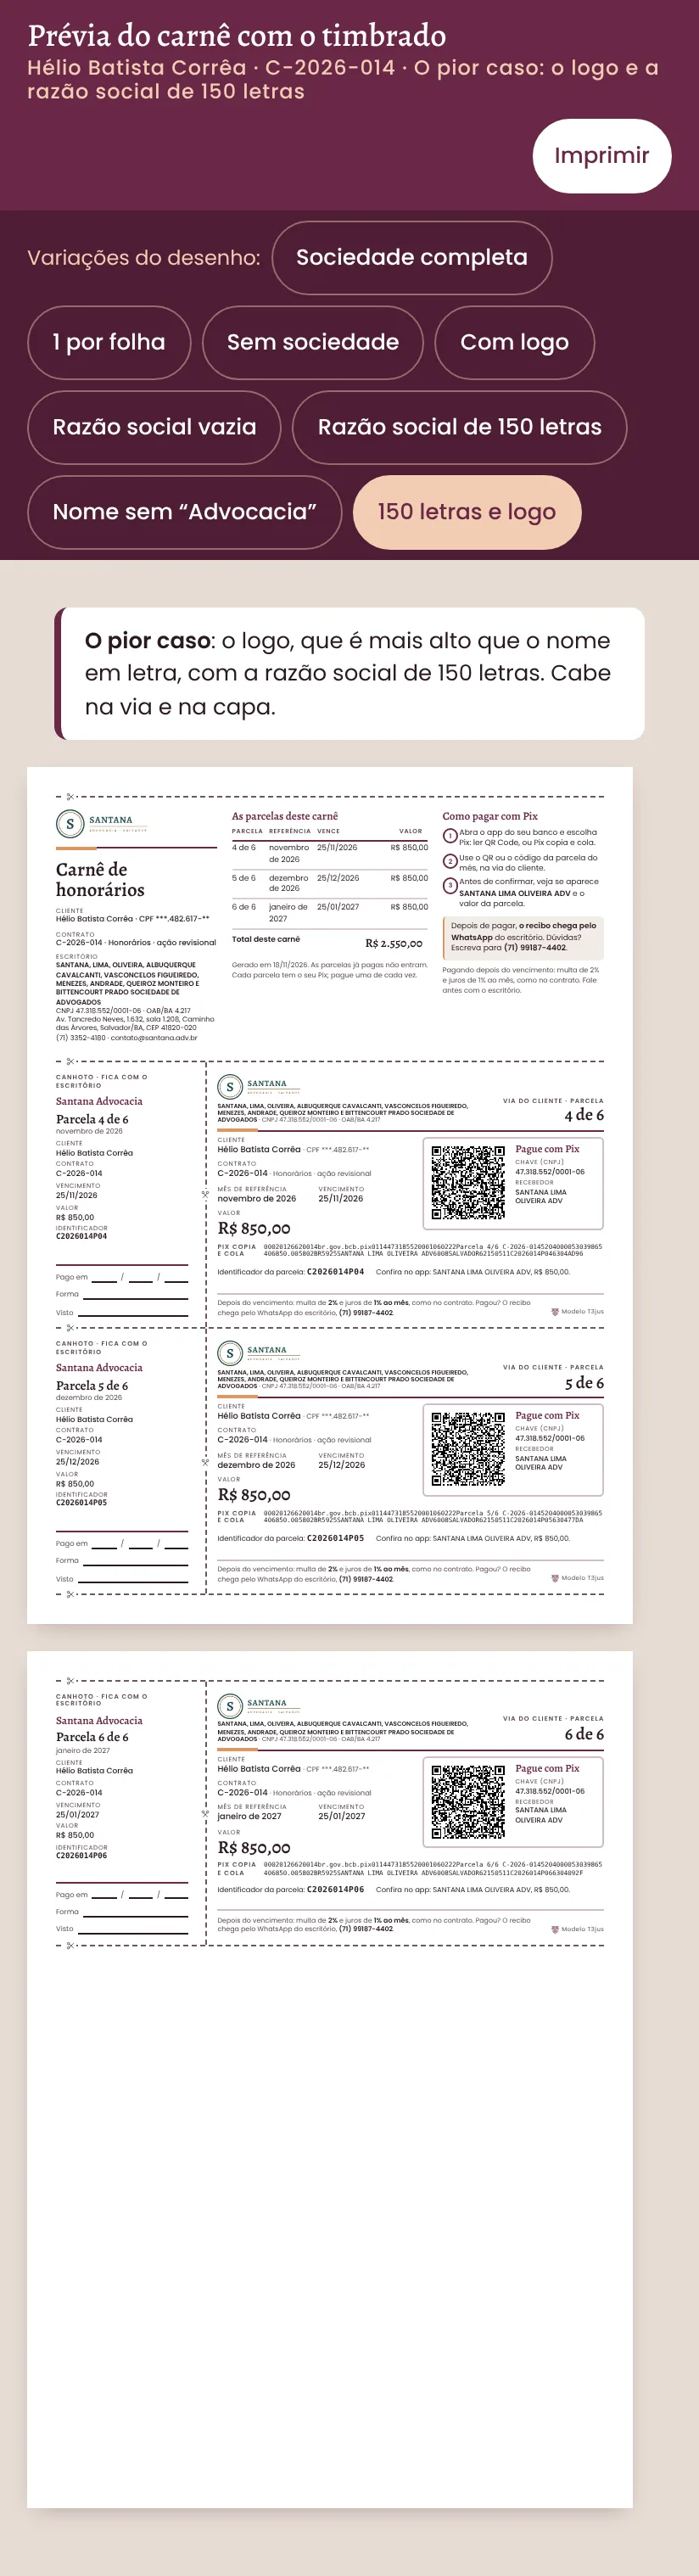 Prévia do carnê com o timbrado
Hélio Batista Corrêa · C-2026-014 · O pior caso: o logo e a
razão social de 150 letras
Imprimir
Variações do desenho:
Sociedade completa
1 por folha
Sem sociedade
Com logo
Razão social vazia
Razão social de 150 letras
Nome sem “Advocacia”
150 letras e logo
O pior caso: o logo, que é mais alto que o nome
em letra, com a razão social de 150 letras. Cabe
na via e na capa.
S
SANTANA
Carnê de
honorários
CLIENTE
Hélio Batista Corrêa · CPF ***.482.617-**
CONTRATO
C-2026-014 · Honorários · ação revisional
ESCRITÓRIO
SANTANA, LIMA, OLIVEIRA, ALBUQUERQUE
CAVALCANTI, VASCONCELOS FIGUEIREDO,
MENEZES, ANDRADE, QUEIROZ MONTEIRO E
BITTENCOURT PRADO SOCIEDADE DE
ADVOGADOS
CNPJ 47.318.552/0001-06 · OAB/BA 4.217
Av. Tancredo Neves, 1.632, sala 1.208, Caminho
das Árvores, Salvador/BA, CEP 41820-020
(71) 3352-4180 · contato@santana.adv.br
As parcelas deste carnê
PARCELA REFERÊNCIA VENCE VALOR
4 de 6 novembro de 2026 25/11/2026 R$ 850,00
5 de 6 dezembro de 2026 25/12/2026 R$ 850,00
6 de 6 janeiro de 2027 25/01/2027 R$ 850,00
Total deste carnê R$ 2.550,00
Gerado em 18/11/2026. As parcelas já pagas não entram.
Cada parcela tem o seu Pix; pague uma de cada vez.
Como pagar com Pix
1 Abra o app do seu banco e escolha
Pix: ler QR Code, ou Pix copia e cola.
2 Use o QR ou o código da parcela do
mês, na via do cliente.
3 Antes de confirmar, veja se aparece
SANTANA LIMA OLIVEIRA ADV e o
valor da parcela.
Depois de pagar, o recibo chega pelo
WhatsApp do escritório. Dúvidas?
Escreva para (71) 99187-4402.
Pagando depois do vencimento: multa de 2%
e juros de 1% ao mês, como no contrato. Fale
antes com o escritório.
CANHOTO · FICA COM O
ESCRITÓRIO
Santana Advocacia
Parcela 4 de 6
novembro de 2026
CLIENTE
Hélio Batista Corrêa
CONTRATO
C-2026-014
VENCIMENTO
25/11/2026
VALOR
R$ 850,00
IDENTIFICADOR
C2026014P04
Pago em / /
Forma
Visto
S
SANTANA
SANTANA, LIMA, OLIVEIRA, ALBUQUERQUE CAVALCANTI, VASCONCELOS FIGUEIREDO,
MENEZES, ANDRADE, QUEIROZ MONTEIRO E BITTENCOURT PRADO SOCIEDADE DE
ADVOGADOS · CNPJ 47.318.552/0001-06 · OAB/BA 4.217
VIA DO CLIENTE · PARCELA
4 de 6
CLIENTE
Hélio Batista Corrêa · CPF ***.482.617-**
CONTRATO
C-2026-014 · Honorários · ação revisional
MÊS DE REFERÊNCIA VENCIMENTO
novembro de 2026 25/11/2026
VALOR
R$ 850,00
Pague com Pix
CHAVE (CNPJ)
47.318.552/0001-06
RECEBEDOR
SANTANA LIMA
OLIVEIRA ADV
PIX COPIA
E COLA
Identificador da parcela: C2026014P04 Confira no app: SANTANA LIMA OLIVEIRA ADV, R$ 850,00.
Depois do vencimento: multa de 2% e juros de 1% ao mês, como no contrato. Pagou? O recibo
chega pelo WhatsApp do escritório, (71) 99187-4402.
Modelo T3jus
CANHOTO · FICA COM O
ESCRITÓRIO
Santana Advocacia
Parcela 5 de 6
dezembro de 2026
CLIENTE
Hélio Batista Corrêa
CONTRATO
C-2026-014
VENCIMENTO
25/12/2026
VALOR
R$ 850,00
IDENTIFICADOR
C2026014P05
Pago em / /
Forma
Visto
S
SANTANA
SANTANA, LIMA, OLIVEIRA, ALBUQUERQUE CAVALCANTI, VASCONCELOS FIGUEIREDO,
MENEZES, ANDRADE, QUEIROZ MONTEIRO E BITTENCOURT PRADO SOCIEDADE DE
ADVOGADOS · CNPJ 47.318.552/0001-06 · OAB/BA 4.217
VIA DO CLIENTE · PARCELA
5 de 6
CLIENTE
Hélio Batista Corrêa · CPF ***.482.617-**
CONTRATO
C-2026-014 · Honorários · ação revisional
MÊS DE REFERÊNCIA VENCIMENTO
dezembro de 2026 25/12/2026
VALOR
R$ 850,00
Pague com Pix
CHAVE (CNPJ)
47.318.552/0001-06
RECEBEDOR
SANTANA LIMA
OLIVEIRA ADV
PIX COPIA
E COLA
Identificador da parcela: C2026014P05 Confira no app: SANTANA LIMA OLIVEIRA ADV, R$ 850,00.
Depois do vencimento: multa de 2% e juros de 1% ao mês, como no contrato. Pagou? O recibo
chega pelo WhatsApp do escritório, (71) 99187-4402.
Modelo T3jus
CANHOTO · FICA COM O
ESCRITÓRIO
Santana Advocacia
Parcela 6 de 6
janeiro de 2027
CLIENTE
Hélio Batista Corrêa
CONTRATO
C-2026-014
VENCIMENTO
25/01/2027
VALOR
R$ 850,00
IDENTIFICADOR
C2026014P06
Pago em / /
Forma
Visto
S
SANTANA
SANTANA, LIMA, OLIVEIRA, ALBUQUERQUE CAVALCANTI, VASCONCELOS FIGUEIREDO,
MENEZES, ANDRADE, QUEIROZ MONTEIRO E BITTENCOURT PRADO SOCIEDADE DE
ADVOGADOS · CNPJ 47.318.552/0001-06 · OAB/BA 4.217
VIA DO CLIENTE · PARCELA
6 de 6
CLIENTE
Hélio Batista Corrêa · CPF ***.482.617-**
CONTRATO
C-2026-014 · Honorários · ação revisional
MÊS DE REFERÊNCIA VENCIMENTO
janeiro de 2027 25/01/2027
VALOR
R$ 850,00
Pague com Pix
CHAVE (CNPJ)
47.318.552/0001-06
RECEBEDOR
SANTANA LIMA
OLIVEIRA ADV
PIX COPIA
E COLA
Identificador da parcela: C2026014P06 Confira no app: SANTANA LIMA OLIVEIRA ADV, R$ 850,00.
Depois do vencimento: multa de 2% e juros de 1% ao mês, como no contrato. Pagou? O recibo
chega pelo WhatsApp do escritório, (71) 99187-4402.
Modelo T3jus